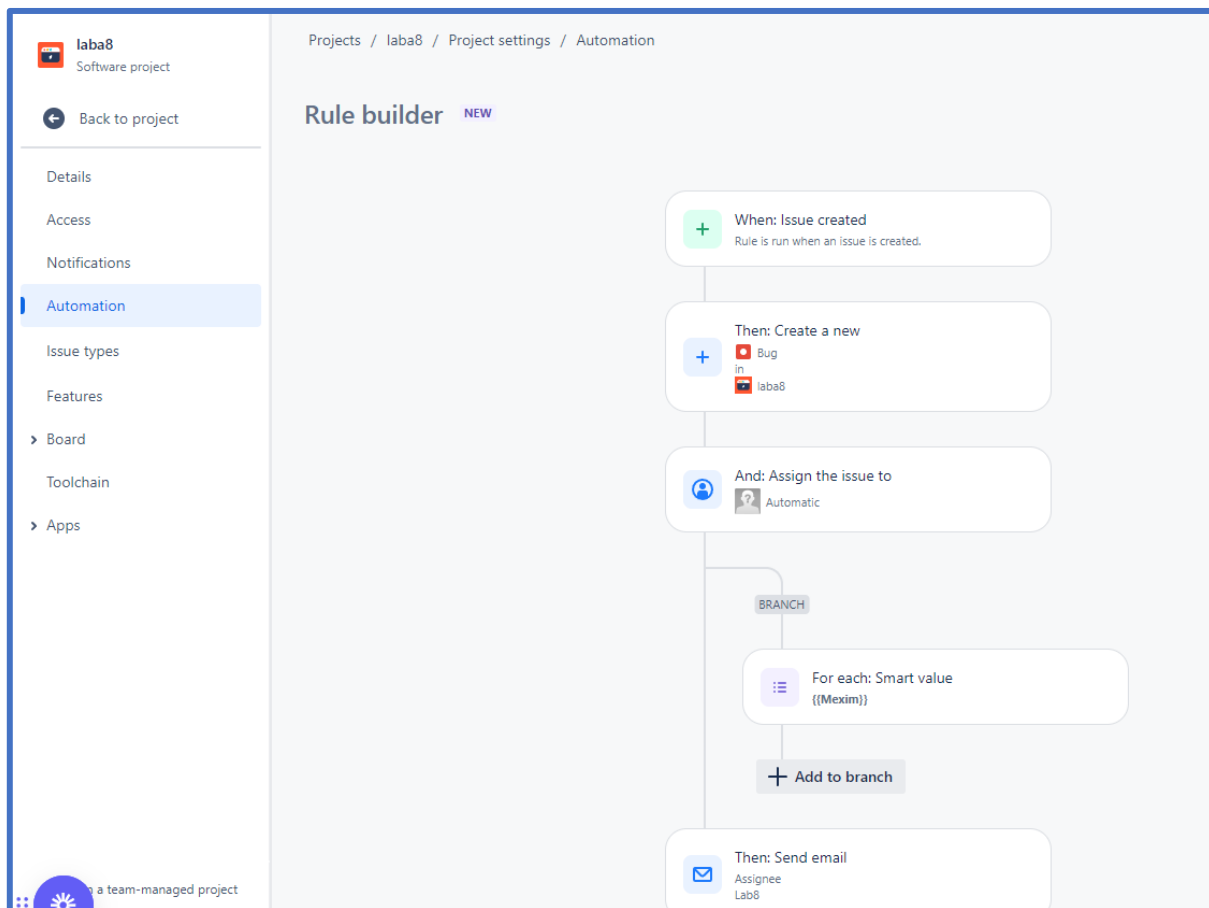 laba8
Software project
Back to project
Details
Access
Notifications
Automation
Issue types
Features
Board
Toolchain
Apps
a team-managed project
Projects / laba8 / Project settings / Automation
Rule builder NEW
When: Issue created
Rule is run when an issue is created.
Then: Create a new
Bug
in
laba8
And: Assign the issue to
Automatic
BRANCH
For each: Smart value
{{Mexim}}
Add to branch
Then: Send email
Assignee
Lab8